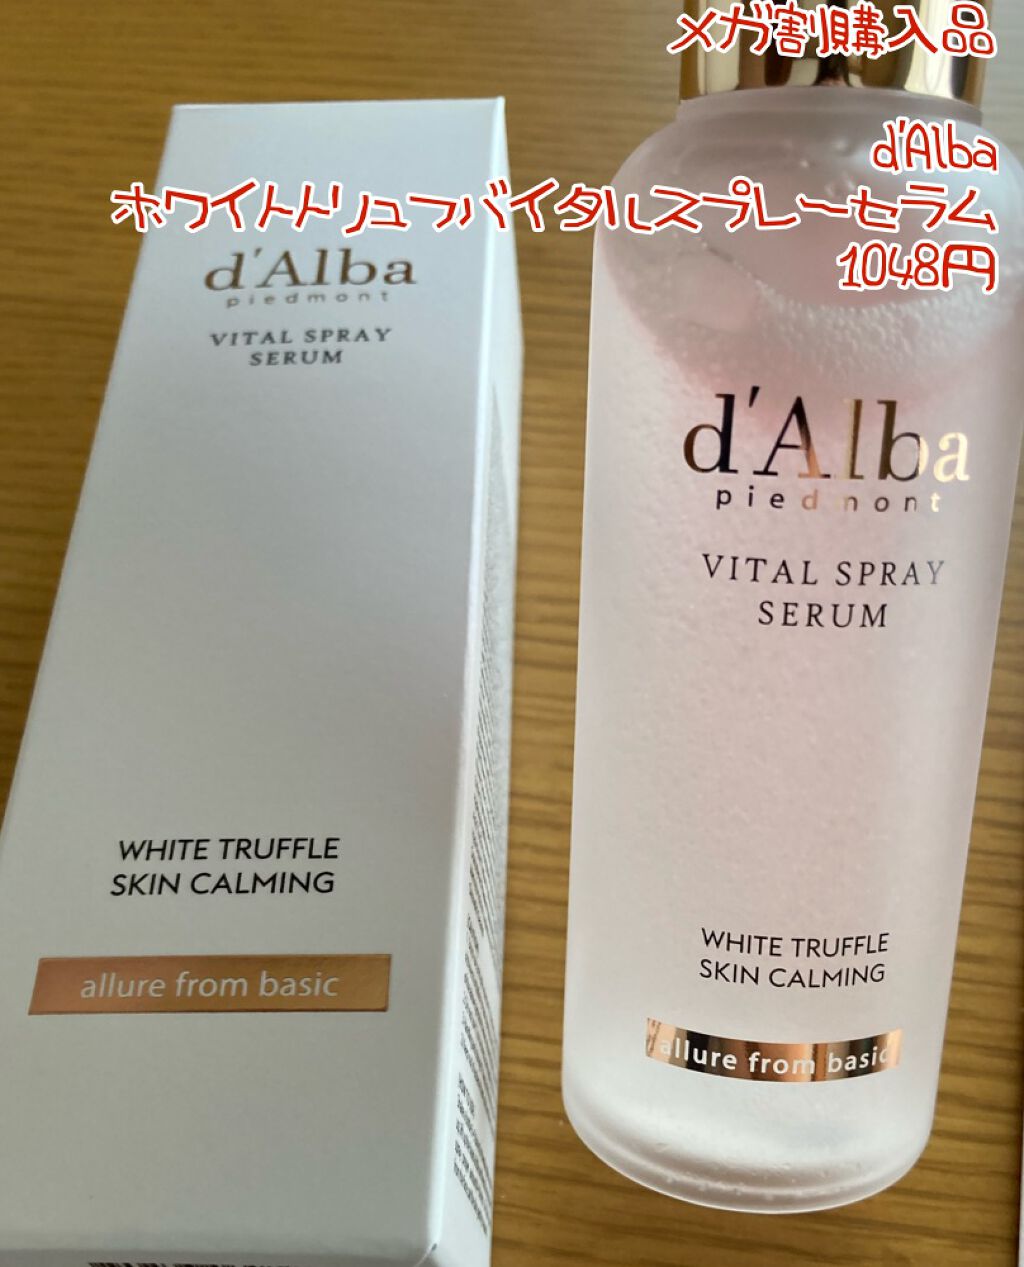 メガ割購入品
d'Alba
ホワイトトリュフバイタルスプレーセラム
1048円
d'Alba
piedmont
VITAL SPRAY
SERUM
WHITE TRUFFLE
SKIN CALMING
allure from basic
d'Alba
piedmont
VITAL SPRAY
SERUM
WHITE TRUFFLE
SKIN CALMING
allure from basic